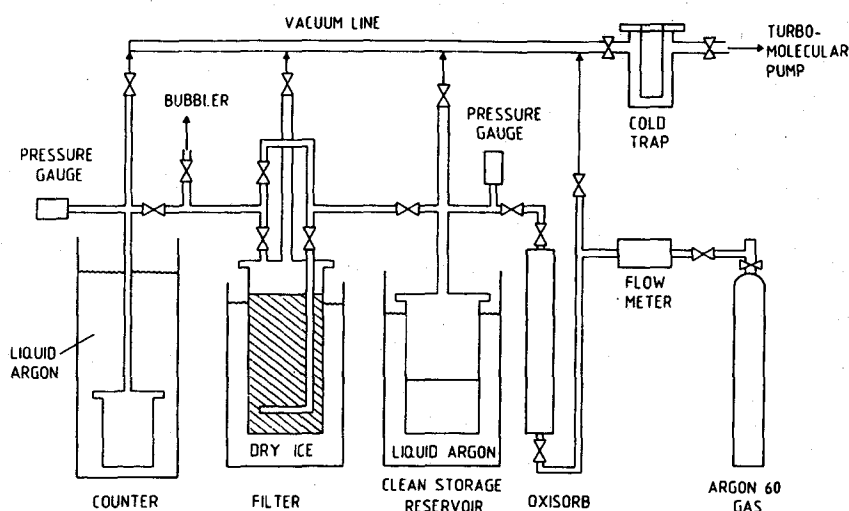 VACUUM LINE
TURBO-
MOLECULAR
PUMP
BUBBLER
PRESSURE
GAUGE
COLD
TRAP
PRESSURE
GAUGE
FLOW
METER
LIQUID
ARGON
DRY ICE
LIQUID ARGON
COUNTER
FILTER
CLEAN STORAGE
RESERVOIR
OXISORB
ARGON 60
GAS